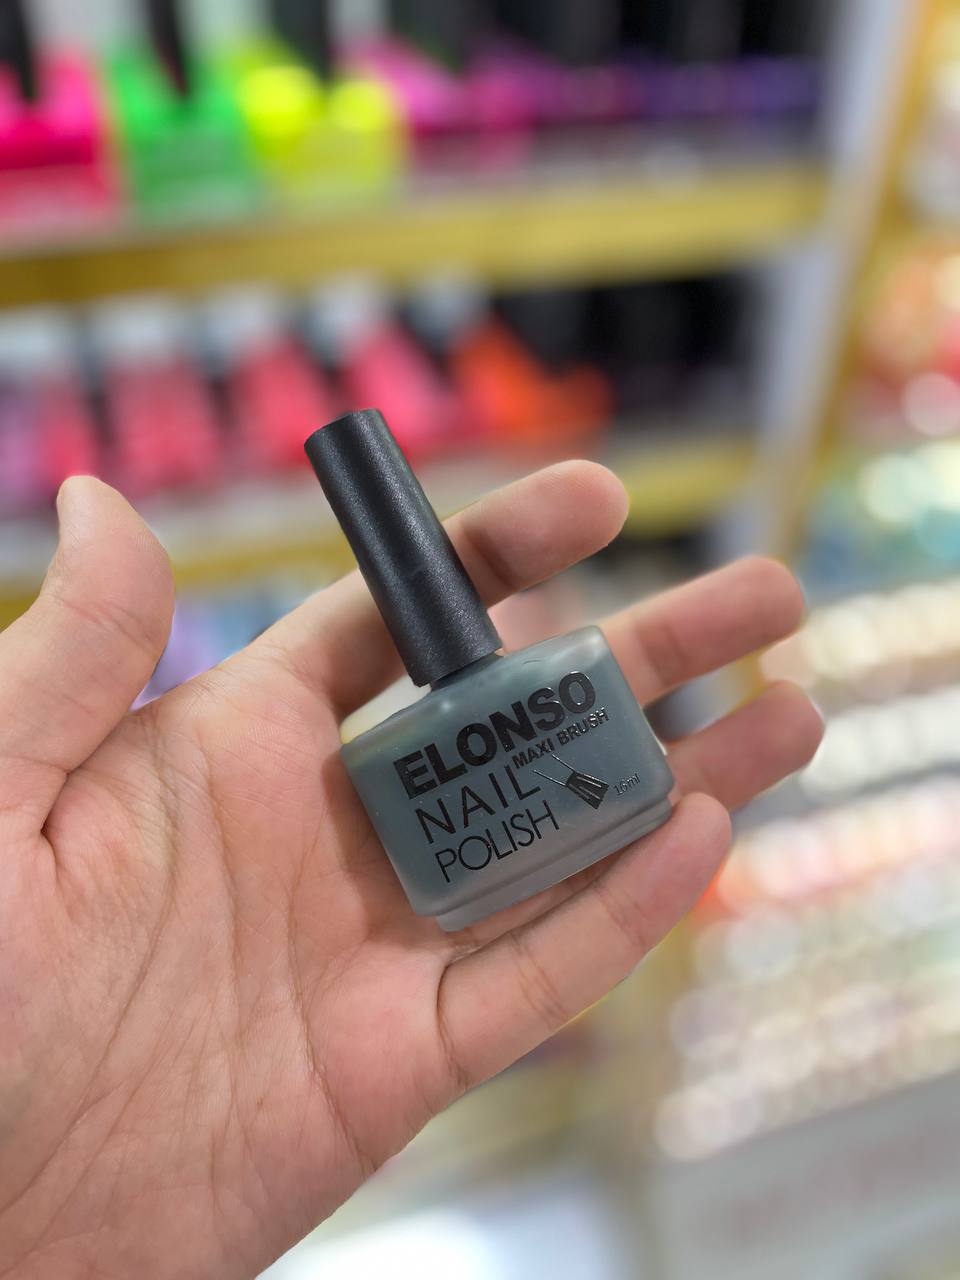 ELONSO
MAXI BRUSH
NAIL
POLISH
16ml